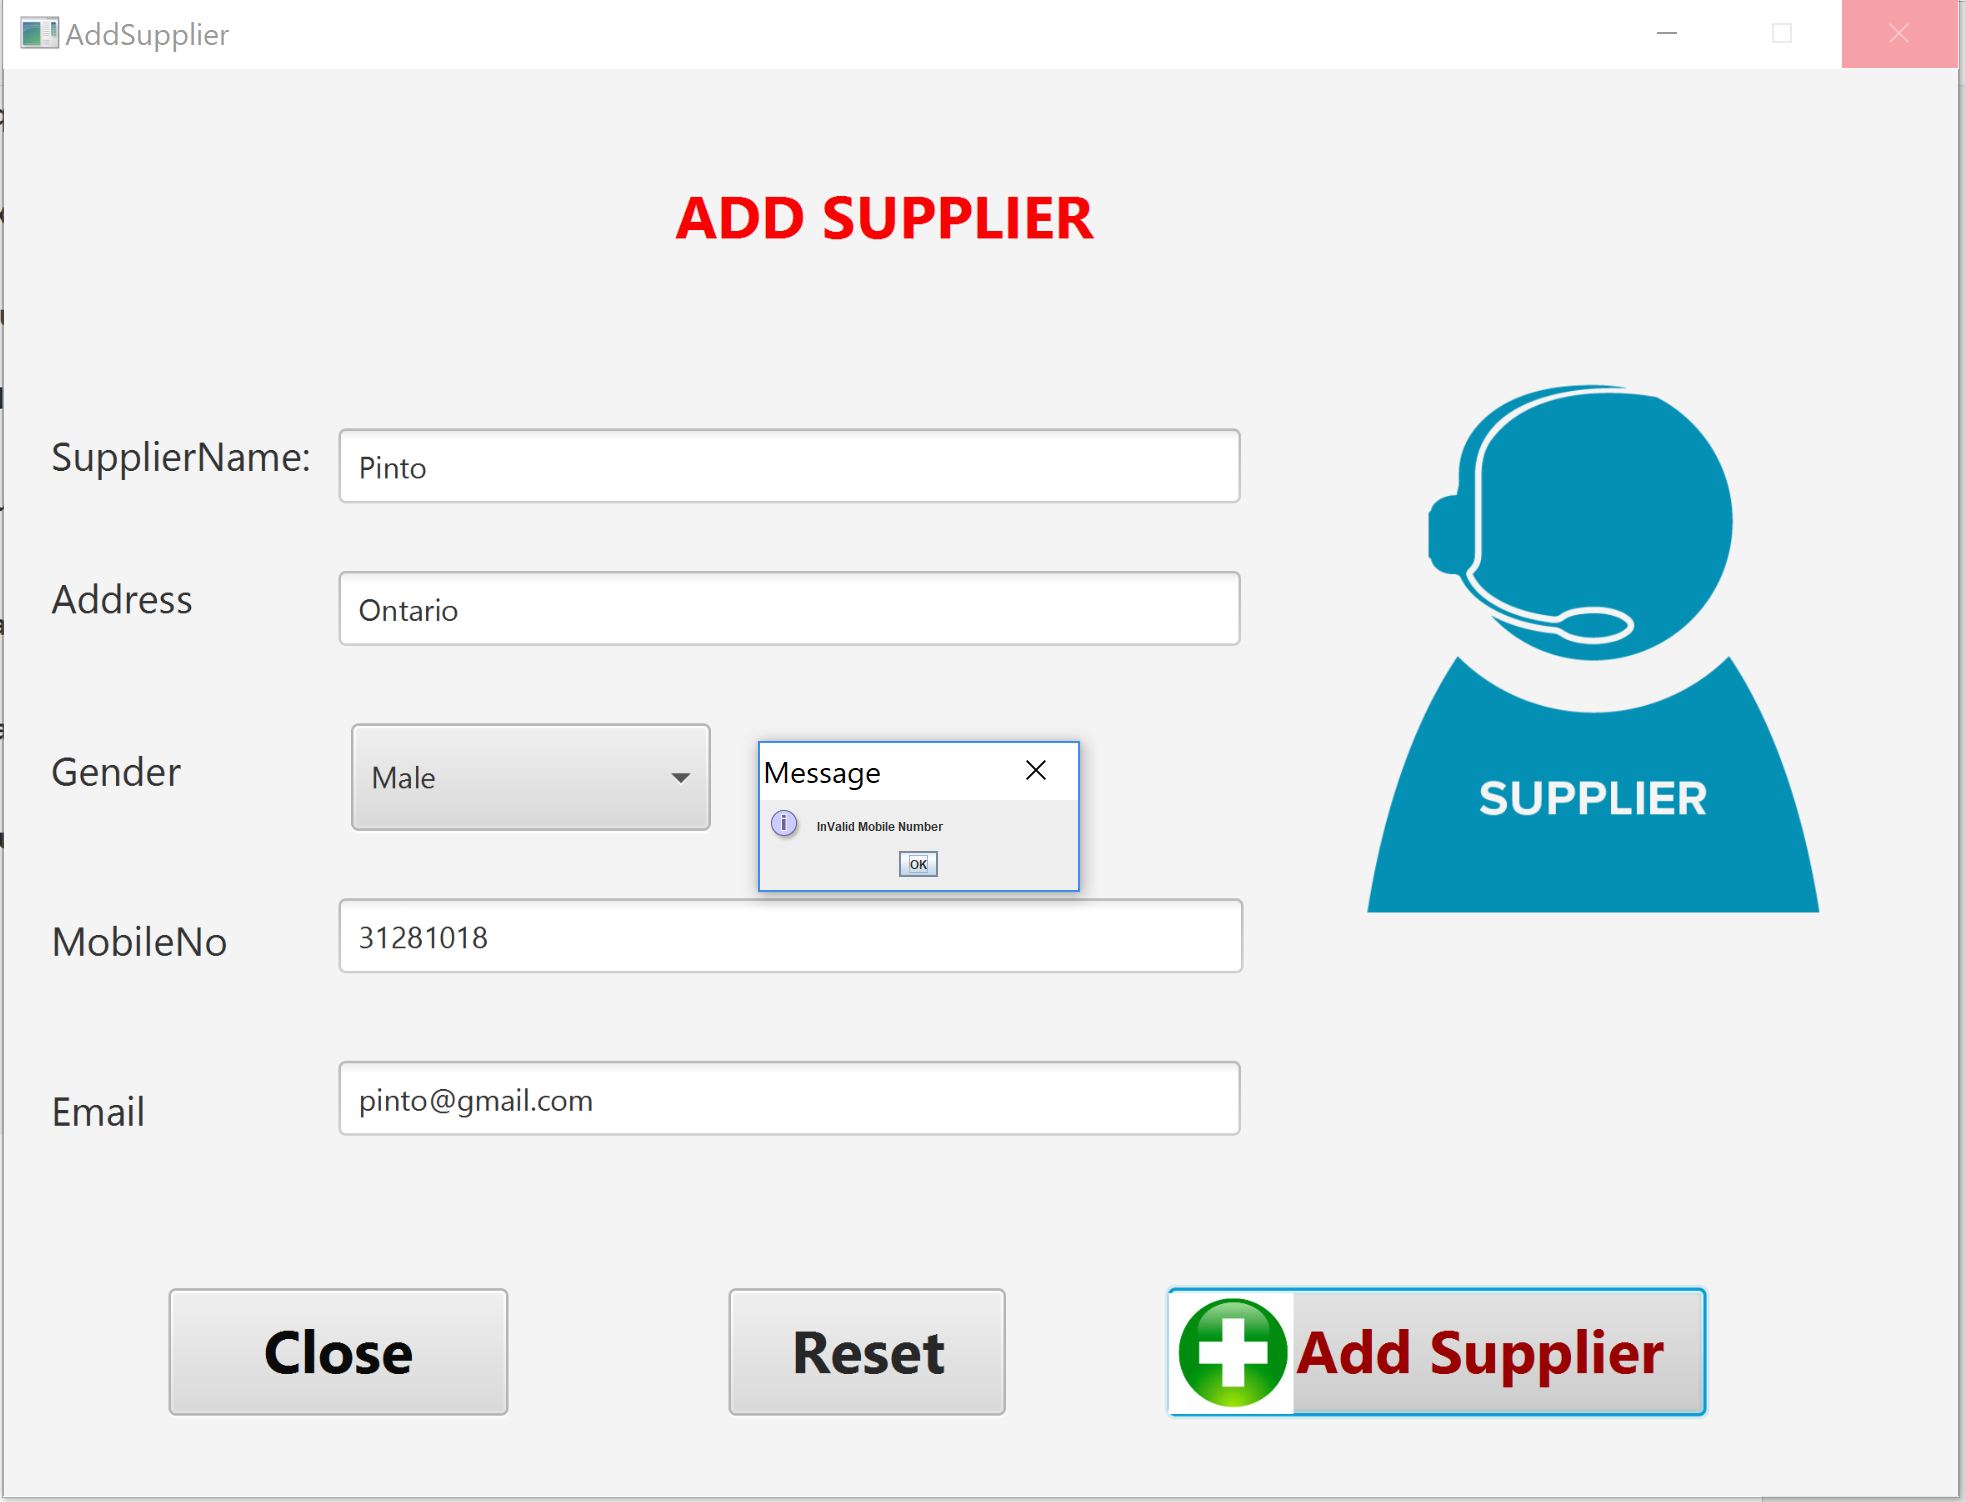 AddSupplier
ADD SUPPLIER
SupplierName:
Pinto
Address
Ontario
Gender
Male
Message
InValid Mobile Number
OK
SUPPLIER
MobileNo
31281018
Email
pinto@gmail.com
Close
Reset
Add Supplier